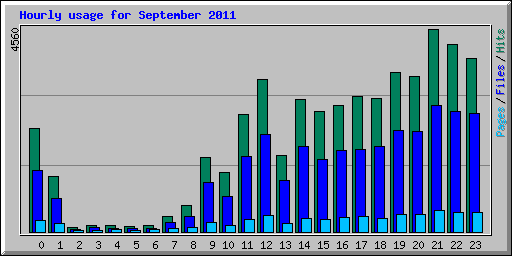 Hourly usage for September 2011
4560
Pages / Files / Hits
0 1 2 3 4 5 6 7 8 9 10 11 12 13 14 15 16 17 18 19 20 21 22 23